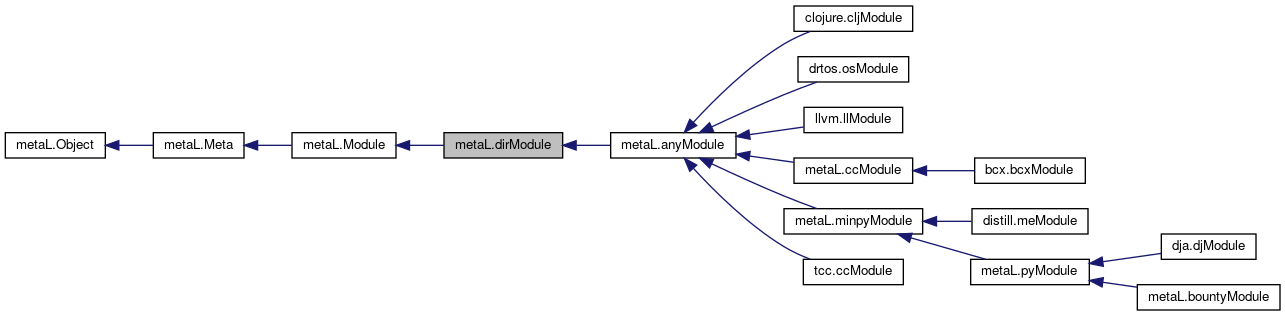 metaL.Object
metaL.Meta
metaL.Module
metaL.dirModule
metaL.anyModule
clojure.cljModule
drtos.osModule
llvm.llModule
metaL.ccModule
bcx.bcxModule
metaL.minpyModule
distill.meModule
tcc.ccModule
metaL.pyModule
dja.djModule
metaL.bountyModule